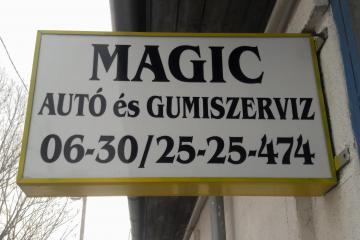 MAGIC
AUTÓ és GUMISZERVIZ
06-30/25-25-474